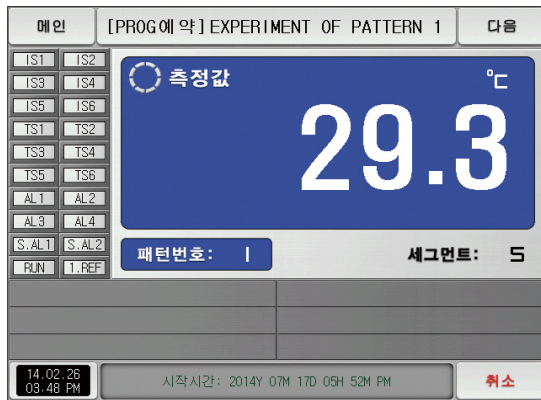 메인 [PROG예약] EXPERIMENT OF PATTERN 1 다음
IS1 IS2
IS3 IS4
IS5 IS6
TS1 TS2
TS3 TS4
TS5 TS6
AL1 AL2
AL3 AL4
S.AL1 S.AL2
RUN 1.REF
측정값 ℃
29.3
패턴번호: 1 세그먼트: 5
14.02.26
03:48 PM
시작시간: 2014Y 07M 17D 05H 52M PM
취소